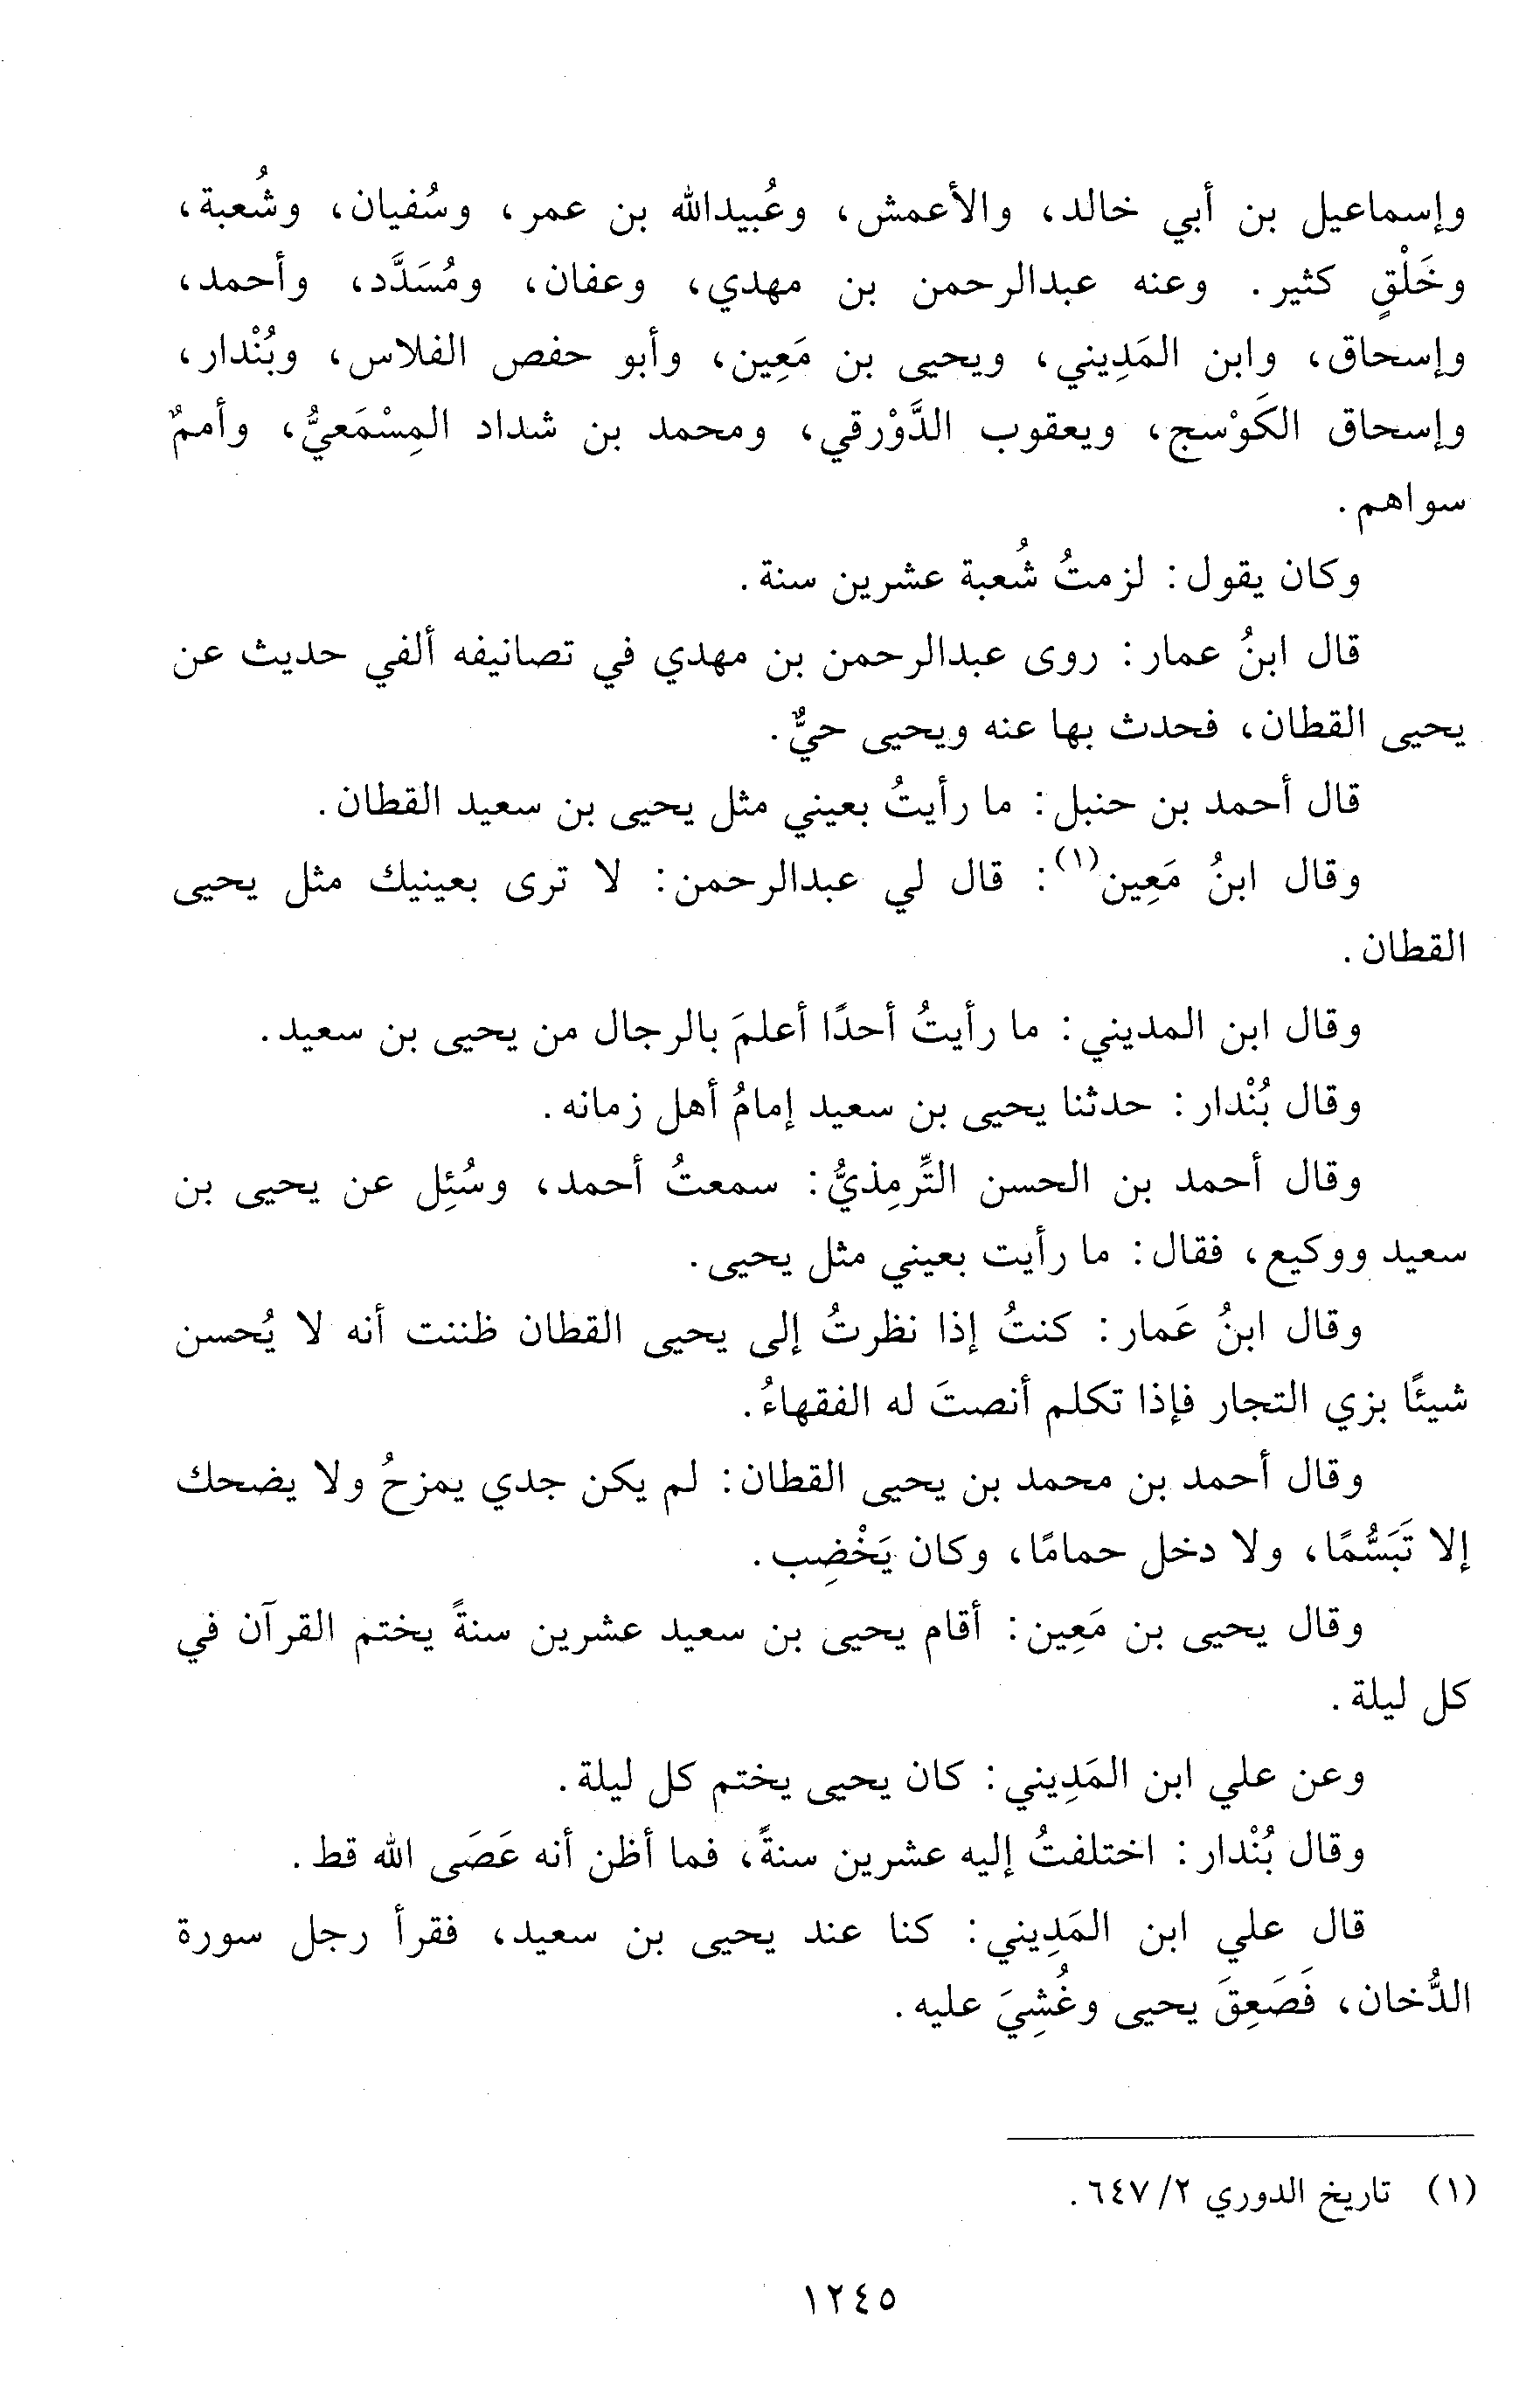 وإسماعيل بن أبي خالد، والأعمش، وعُبيدالله بن عمر، وسُفيان، وشُعبة،
وخَلْقٍ كثير. وعنه عبدالرحمن بن مهدي، وعفان، ومُسَدَّد، وأحمد،
وإسحاق، وابن المَدِيني، ويحيى بن مَعِين، وأبو حفص الفلاس، وبُنْدار،
وإسحاق الكَوْسج، ويعقوب الدَّوْرقي، ومحمد بن شداد المِسْمَعيُّ، وأممٌ
سواهم.
وكان يقول: لزمتُ شُعبة عشرين سنة.
قال ابنُ عمار: روى عبدالرحمن بن مهدي في تصانيفه ألفي حديث عن
يحيى القطان، فحدث بها عنه ويحيى حيٌّ.
قال أحمد بن حنبل: ما رأيتُ بعيني مثل يحيى بن سعيد القطان.
وقال ابنُ مَعِين(١): قال لي عبدالرحمن: لا ترى بعينيك مثل يحيى
القطان.
وقال ابن المديني: ما رأيتُ أحدًا أعلمَ بالرجال من يحيى بن سعيد.
وقال بُنْدار: حدثنا يحيى بن سعيد إمامُ أهل زمانه.
وقال أحمد بن الحسن التِّرمِذيُّ: سمعتُ أحمد، وسُئِل عن يحيى بن
سعيد ووكيع، فقال: ما رأيت بعيني مثل يحيى.
وقال ابنُ عَمار: كنتُ إذا نظرتُ إلى يحيى القطان ظننت أنه لا يُحسن
شيئًا بزي التجار فإذا تكلم أنصتَ له الفقهاءُ.
وقال أحمد بن محمد بن يحيى القطان: لم يكن جدي يمزحُ ولا يضحك
إلا تَبَسُّمًا، ولا دخل حمامًا، وكان يَخْضِب.
وقال يحيى بن مَعِين: أقام يحيى بن سعيد عشرين سنةً يختم القرآن في
كل ليلة.
وعن علي ابن المَدِيني: كان يحيى يختم كل ليلة.
وقال بُنْدار: اختلفتُ إليه عشرين سنةً، فما أظن أنه عَصَى الله قط.
قال علي ابن المَدِيني: كنا عند يحيى بن سعيد، فقرأ رجل سورة
الدُّخان، فَصَعِقَ يحيى وغُشِيَ عليه.
(١) تاريخ الدوري ٢/ ٦٤٧.
١٢٤٥